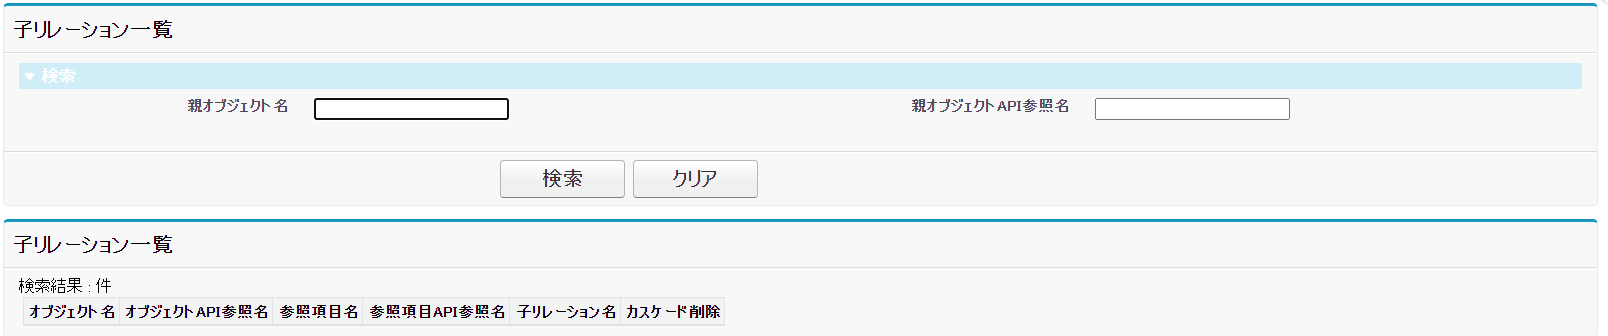 子リレーション一覧
検索
親オブジェクト名 親オブジェクトAPI参照名
検索 クリア
子リレーション一覧
検索結果 : 件
オブジェクト名 オブジェクトAPI参照名 参照項目名 参照項目API参照名 子リレーション名 カスケード削除